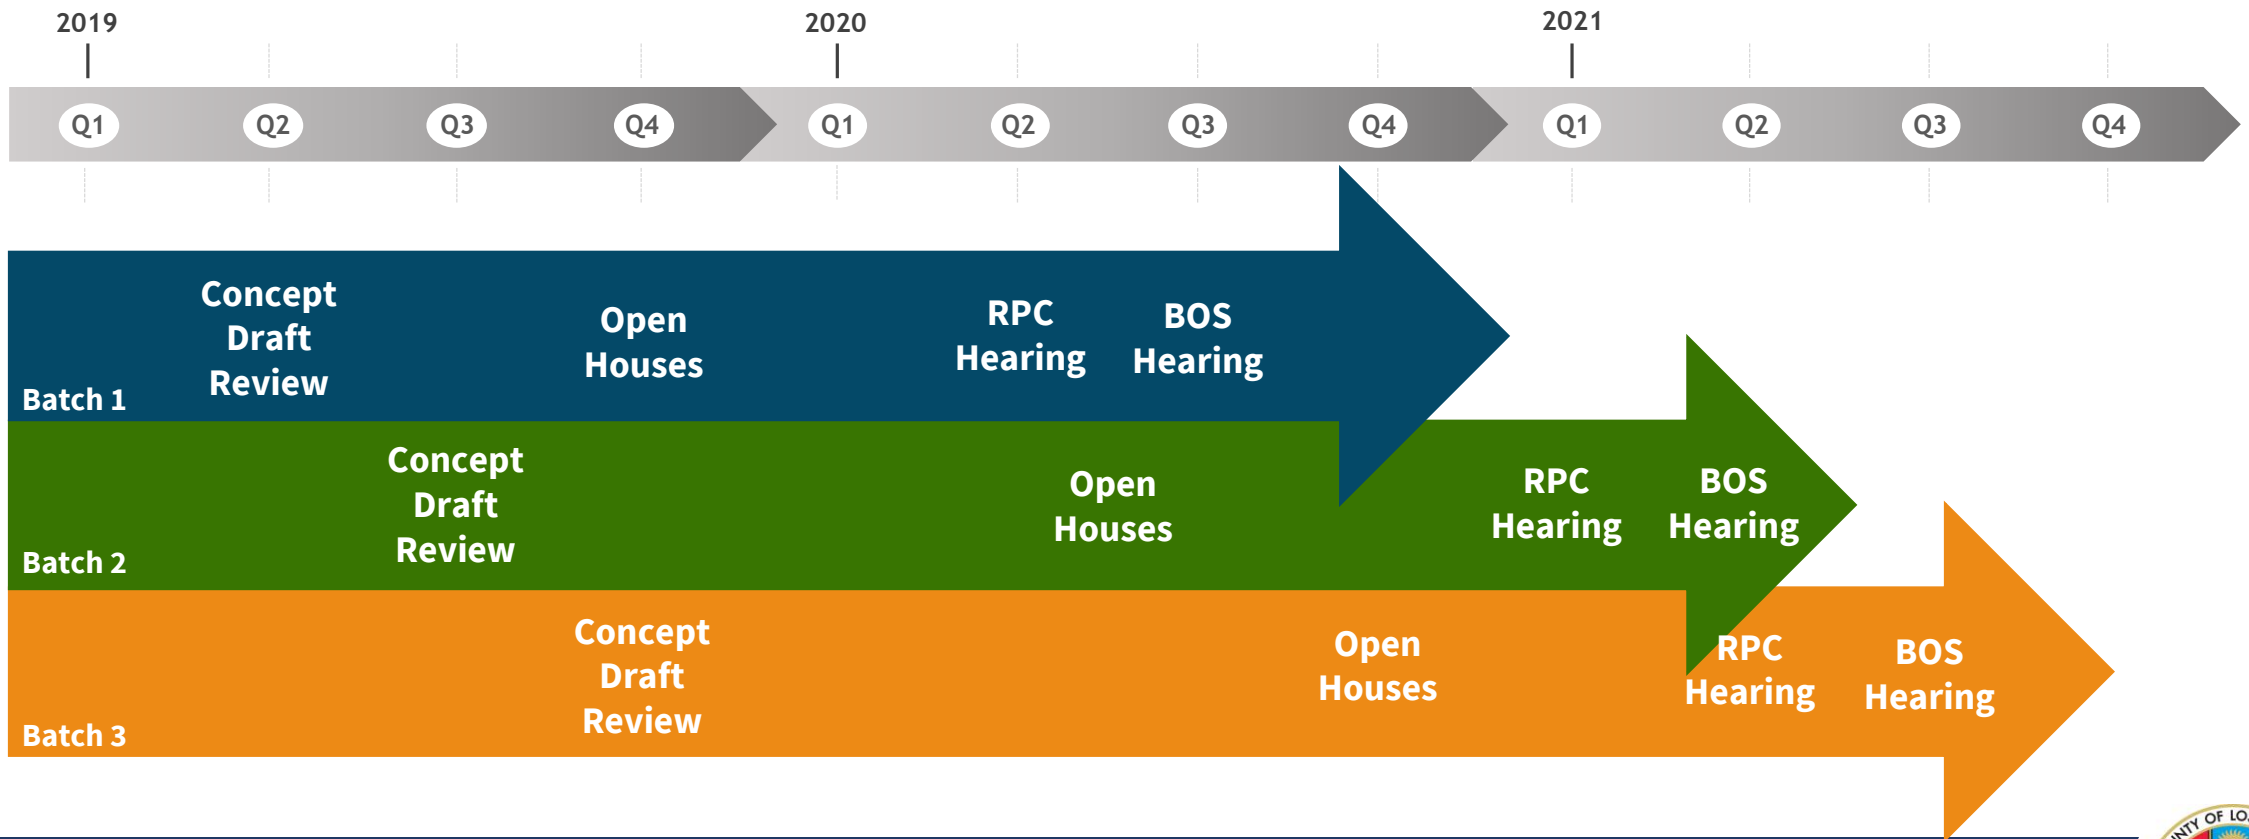 2019 2020 2021
Q1 Q2 Q3 Q4 Q1 Q2 Q3 Q4 Q1 Q2 Q3 Q4
Concept
Draft
Review
Open
Houses
RPC
Hearing
BOS
Hearing
Batch 1
Concept
Draft
Review
Open
Houses
RPC
Hearing
BOS
Hearing
Batch 2
Concept
Draft
Review
Open
Houses
RPC
Hearing
BOS
Hearing
Batch 3
OF LO